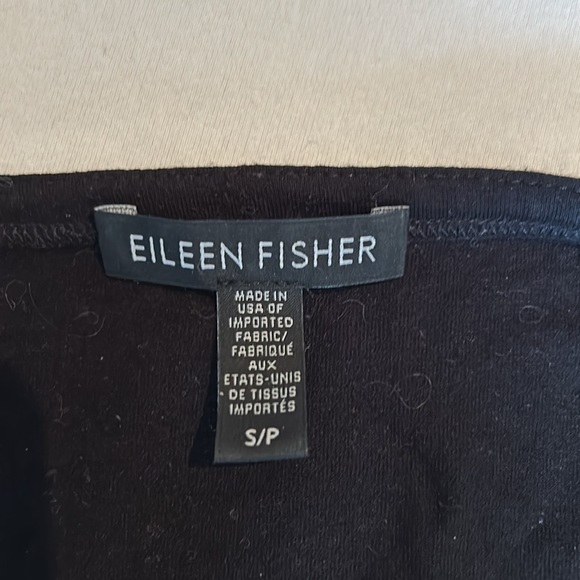 EILEEN FISHER
MADE IN
USA OF
IMPORTED
FABRIC/
FABRIQUÉ
AUX
ETATS-UNIS
DE TISSUS
IMPORTÉS
S/P